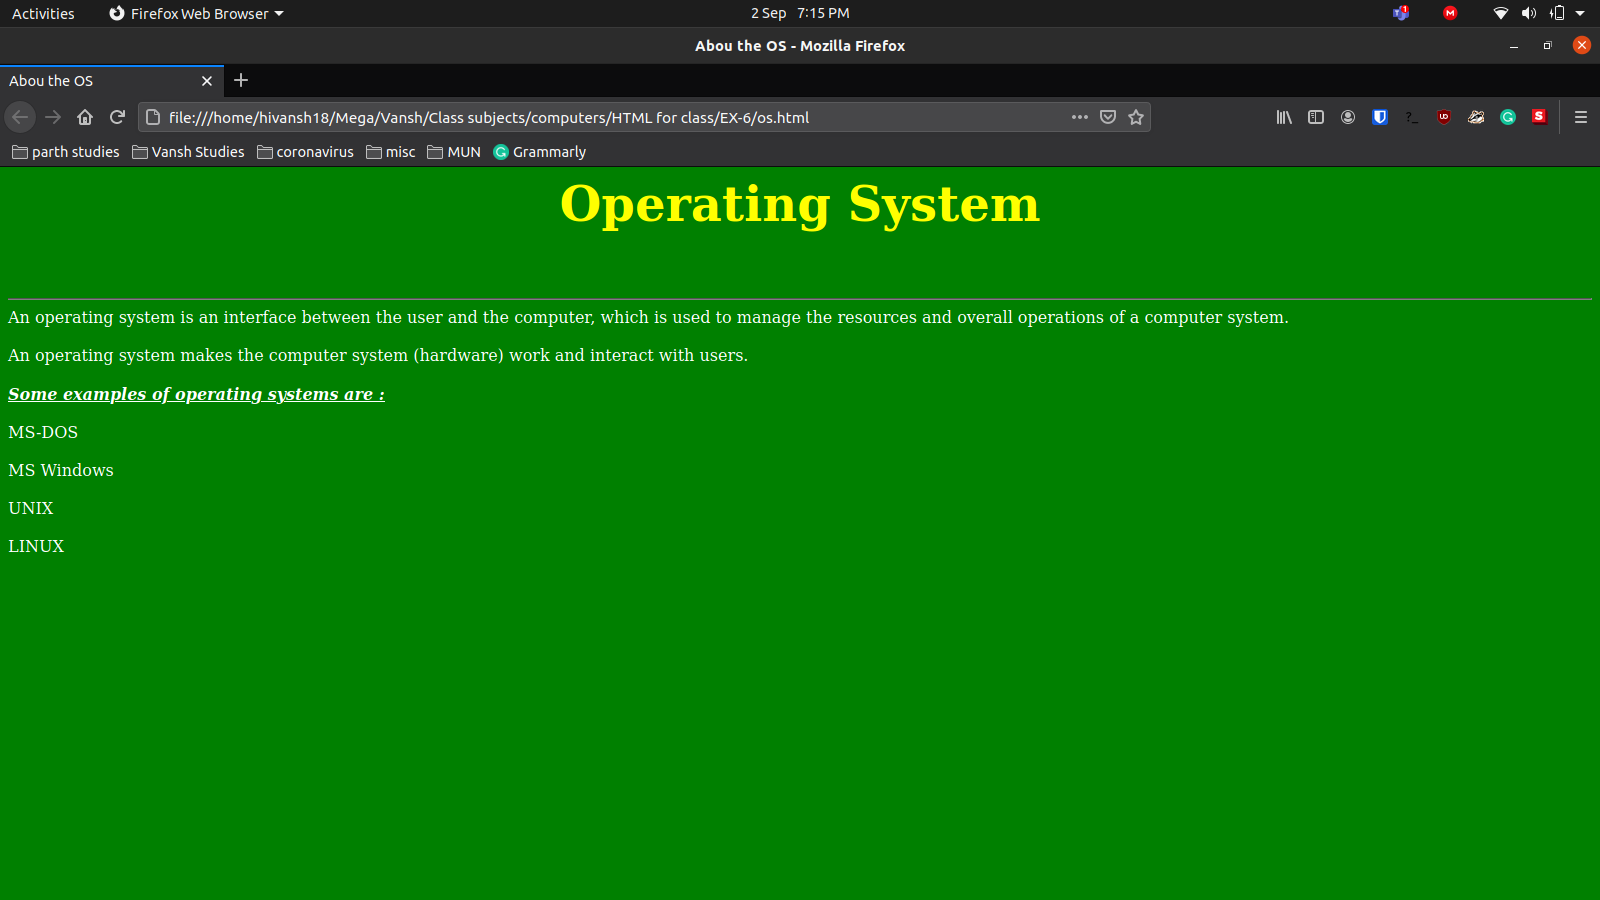 Activities Firefox Web Browser 2 Sep 7:15 PM 1 M
Abou the OS - Mozilla Firefox
Abou the OS
file:///home/hivansh18/Mega/Vansh/Class subjects/computers/HTML for class/EX-6/os.html ?_ UD G S
parth studies Vansh Studies coronavirus misc MUN G Grammarly
Operating System
An operating system is an interface between the user and the computer, which is used to manage the resources and overall operations of a computer system.
An operating system makes the computer system (hardware) work and interact with users.
Some examples of operating systems are :
MS-DOS
MS Windows
UNIX
LINUX